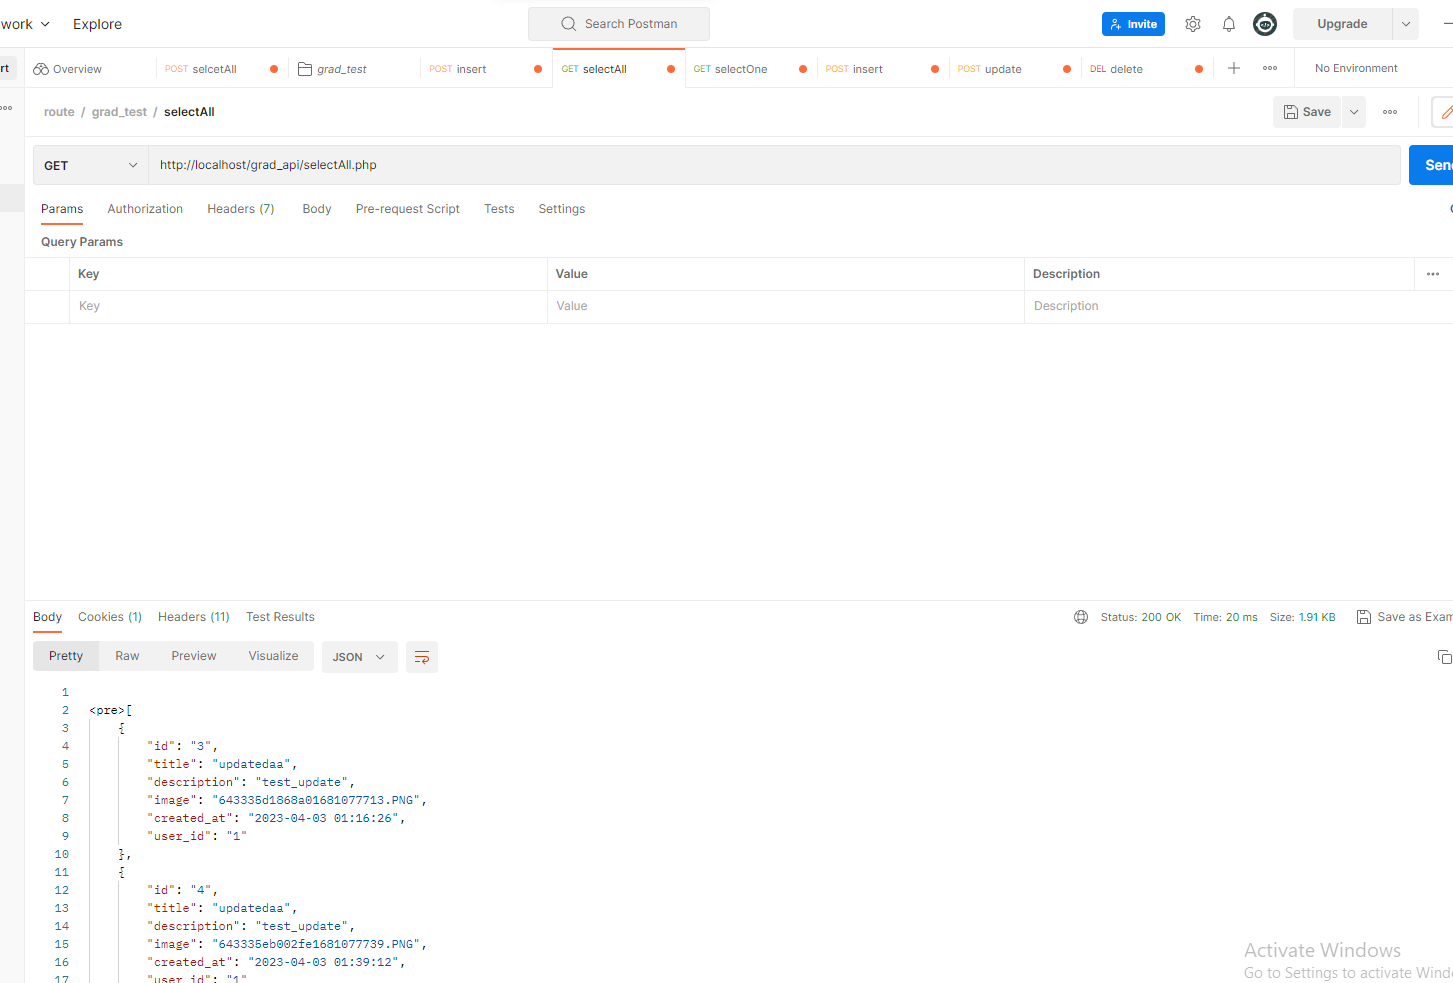 work Explore Search Postman Invite Upgrade
rt Overview POST selcetAll grad_test POST insert GET selectAll GET selectOne POST insert POST update DEL delete No Environment
route / grad_test / selectAll Save
GET http://localhost/grad_api/selectAll.php Send
Params Authorization Headers (7) Body Pre-request Script Tests Settings
Query Params
Key Value Description
Key Value Description
Body Cookies (1) Headers (11) Test Results Status: 200 OK Time: 20 ms Size: 1.91 KB Save as Exam
Pretty Raw Preview Visualize JSON
1
2 <pre>[
3 {
4 "id": "3",
5 "title": "updatedaa",
6 "description": "test_update",
7 "image": "643335d1868a01681077713.PNG",
8 "created_at": "2023-04-03 01:16:26",
9 "user_id": "1"
10 },
11 {
12 "id": "4",
13 "title": "updatedaa",
14 "description": "test_update",
15 "image": "643335eb002fe1681077739.PNG",
16 "created_at": "2023-04-03 01:39:12",
17 "user_id": "1"
Activate Windows
Go to Settings to activate Wind